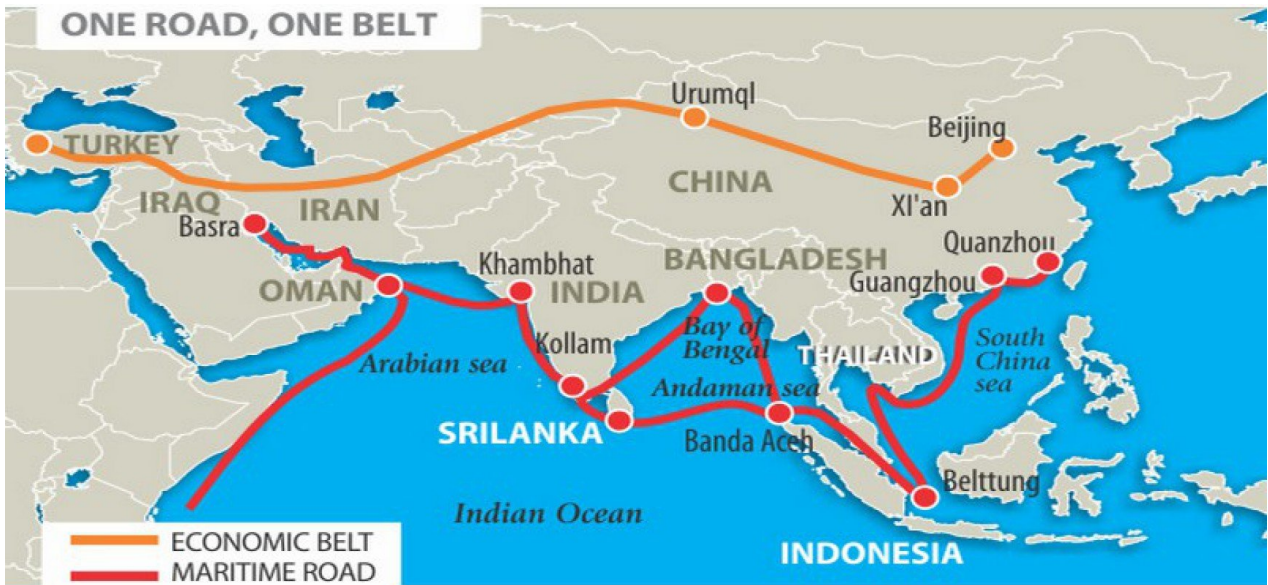 ONE ROAD, ONE BELT
Urumql
Beijing
TURKEY
CHINA
IRAQ
IRAN
XI'an
Basra
Quanzhou
BANGLADESH
Khambhat
Guangzhou
OMAN
INDIA
Bay of
Bengal
South
China
sea
Kollam
THAILAND
Arabian sea
Andaman sea
SRILANKA
Banda Aceh
Belttung
Indian Ocean
INDONESIA
ECONOMIC BELT
MARITIME ROAD